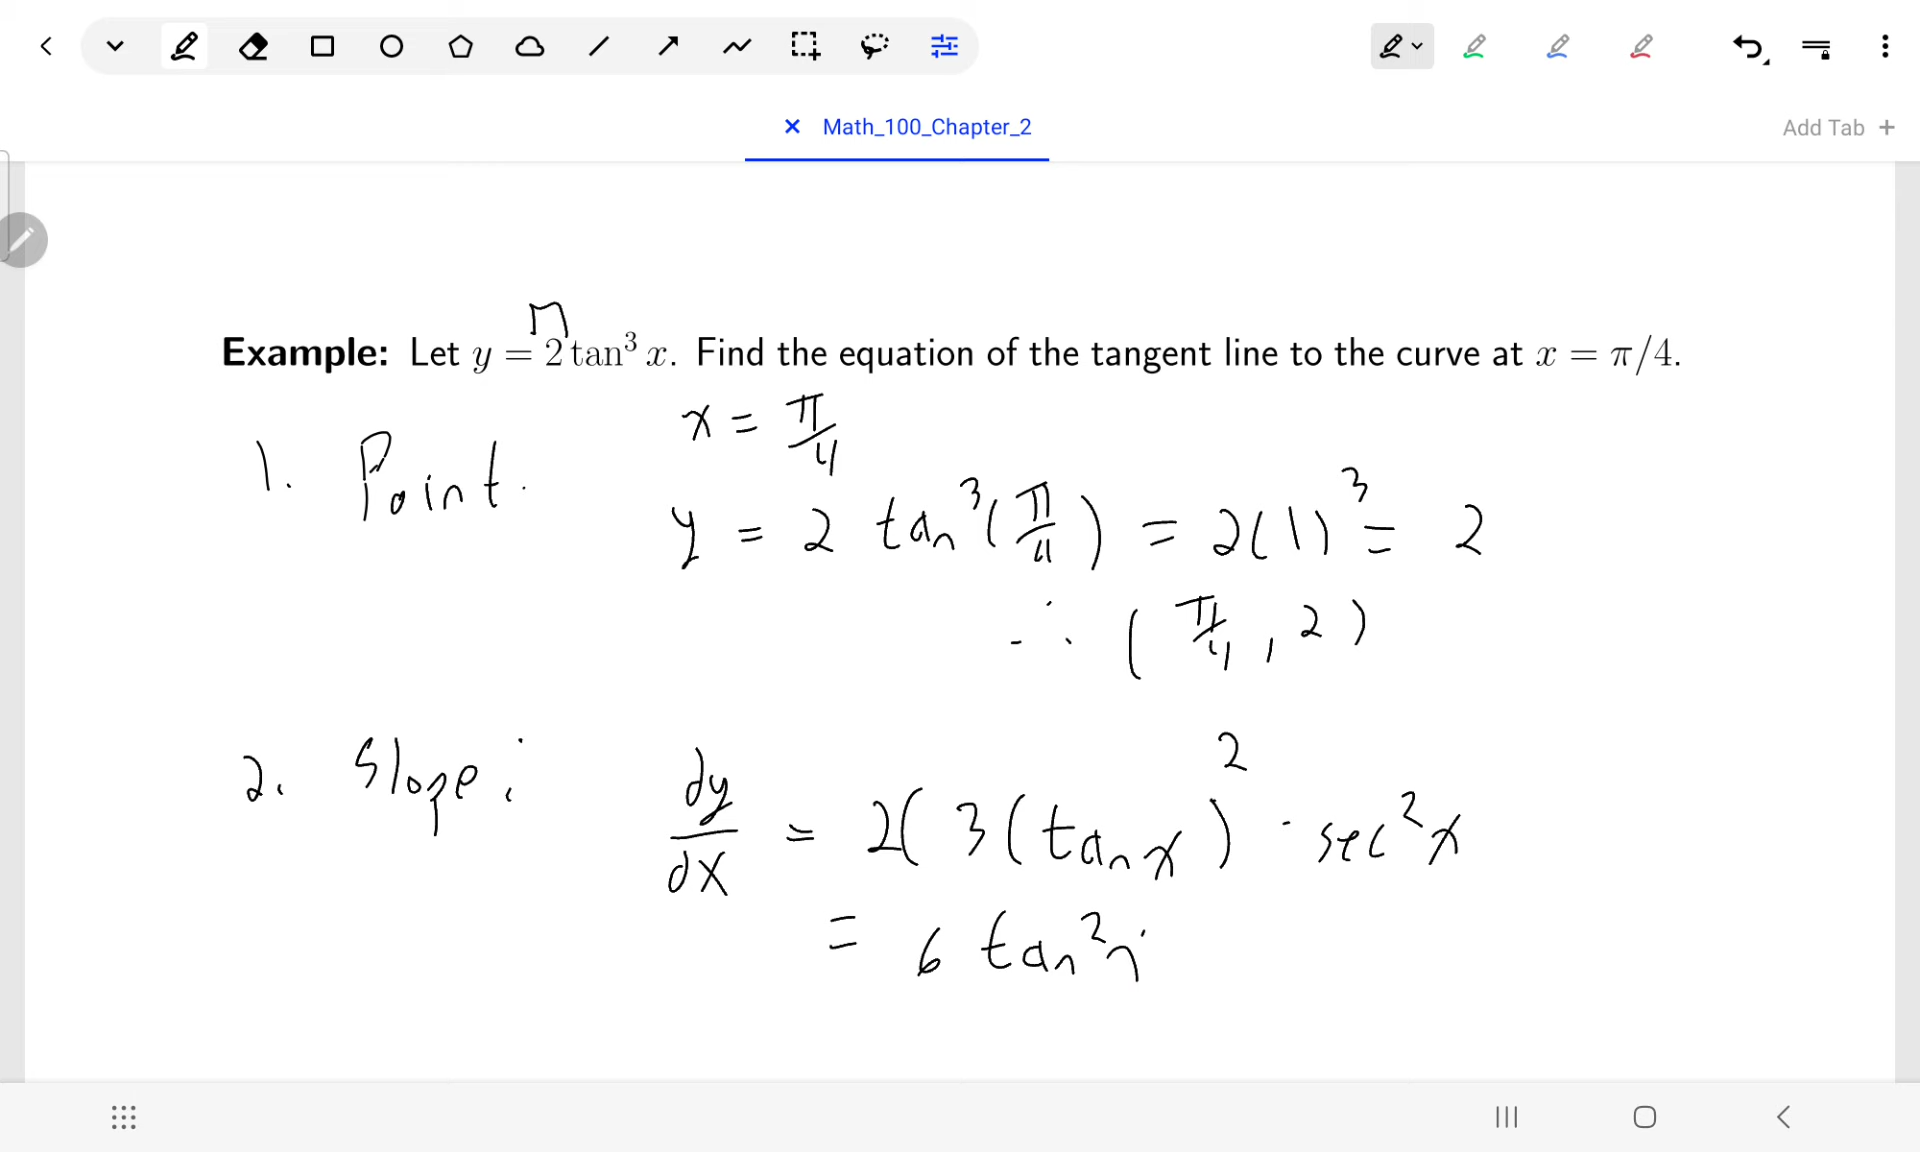 Math_100_Chapter_2
Add Tab +
Example: Let y = 2 tan³ x. Find the equation of the tangent line to the curve at x = π/4.
x = π/4
1. Point.
y = 2 tan³(π/4) = 2(1)³ = 2
∴ (π/4, 2)
2. Slope:
dy/dx = 2(3(tan x)² · sec²x
= 6 tan²